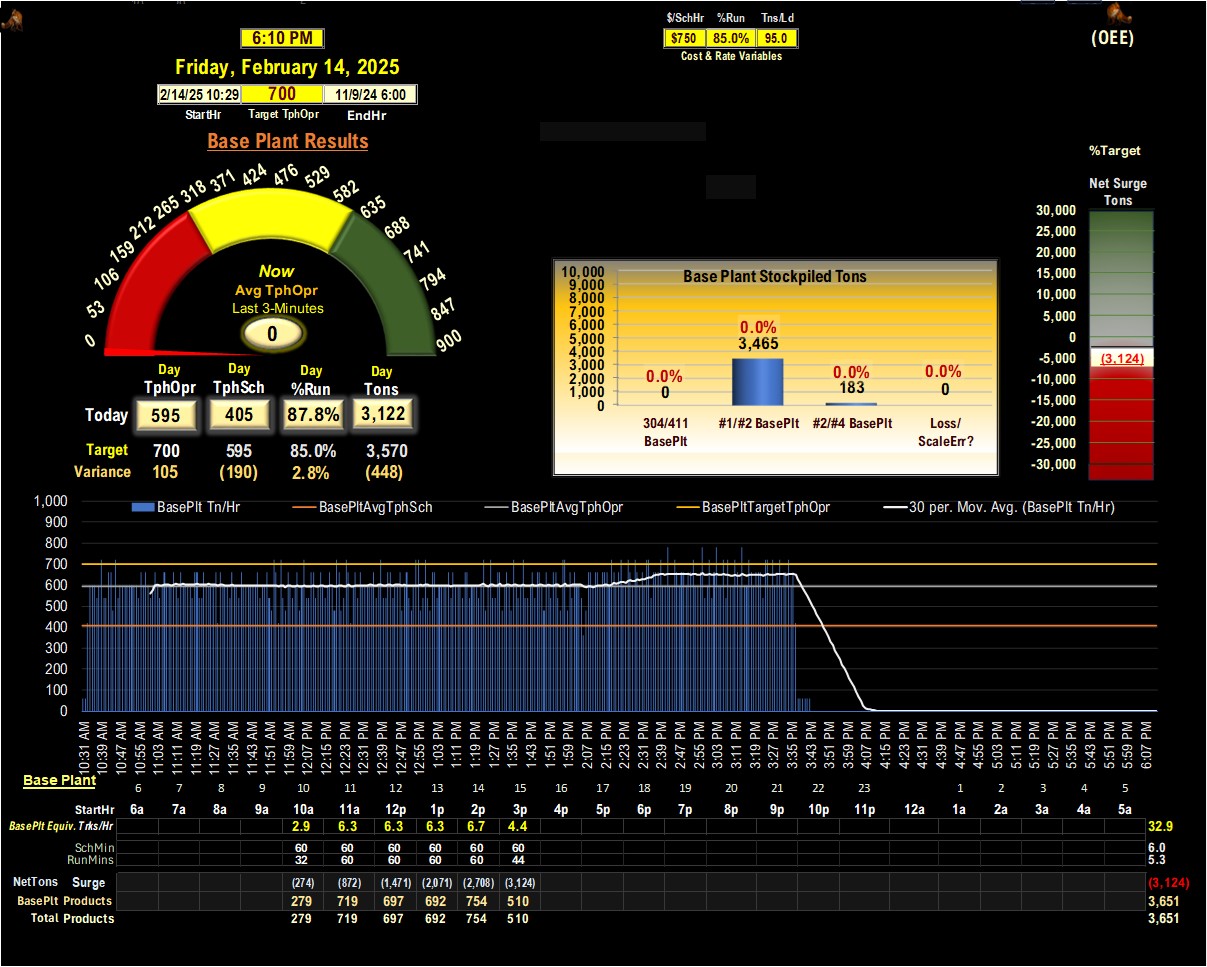 $/SchHr %Run Tns/Ld
6:10 PM
$750 85.0% 95.0
(OEE)
Cost & Rate Variables
Friday, February 14, 2025
2/14/25 10:29 700 11/9/24 6:00
StartHr Target TphOpr EndHr
Base Plant Results
%Target
Net Surge
Tons
0 53 106 159 212 265 318 371 424 476 529 582 635 688 741 794 847 900
Now
Avg TphOpr
Last 3-Minutes
0
30,000
25,000
20,000
15,000
10,000
5,000
0
-5,000
-10,000
-15,000
-20,000
-25,000
-30,000
(3,124)
Base Plant Stockpiled Tons
10,000
9,000
8,000
7,000
6,000
5,000
4,000
3,000
2,000
1,000
0
0.0% 0.0% 0.0% 0.0%
0 3,465 183 0
304/411 BasePlt
#1/#2 BasePlt
#2/#4 BasePlt
Loss/ ScaleErr?
Day Day Day Day
TphOpr TphSch %Run Tons
Today 595 405 87.8% 3,122
Target 700 595 85.0% 3,570
Variance 105 (190) 2.8% (448)
BasePlt Tn/Hr BasePltAvgTphSch BasePltAvgTphOpr BasePltTargetTphOpr 30 per. Mov. Avg. (BasePlt Tn/Hr)
1,000
900
800
700
600
500
400
300
200
100
0
10:31 AM 10:39 AM 10:47 AM 10:55 AM 11:03 AM 11:11 AM 11:19 AM 11:27 AM 11:35 AM 11:43 AM 11:51 AM 11:59 AM 12:07 PM 12:15 PM 12:23 PM 12:31 PM 12:39 PM 12:47 PM 12:55 PM 1:03 PM 1:11 PM 1:19 PM 1:27 PM 1:35 PM 1:43 PM 1:51 PM 1:59 PM 2:07 PM 2:15 PM 2:23 PM 2:31 PM 2:39 PM 2:47 PM 2:55 PM 3:03 PM 3:11 PM 3:19 PM 3:27 PM 3:35 PM 3:43 PM 3:51 PM 3:59 PM 4:07 PM 4:15 PM 4:23 PM 4:31 PM 4:39 PM 4:47 PM 4:55 PM 5:03 PM 5:11 PM 5:19 PM 5:27 PM 5:35 PM 5:43 PM 5:51 PM 5:59 PM 6:07 PM
Base Plant
6 7 8 9 10 11 12 13 14 15 16 17 18 19 20 21 22 23 1 2 3 4 5
StartHr 6a 7a 8a 9a 10a 11a 12p 1p 2p 3p 4p 5p 6p 7p 8p 9p 10p 11p 12a 1a 2a 3a 4a 5a
BasePlt Equiv. Trks/Hr 2.9 6.3 6.3 6.3 6.7 4.4 32.9
SchMin 60 60 60 60 60 60 6.0
RunMins 32 60 60 60 60 44 5.3
NetTons Surge (274) (872) (1,471) (2,071) (2,708) (3,124) (3,124)
BasePlt Products 279 719 697 692 754 510 3,651
Total Products 279 719 697 692 754 510 3,651